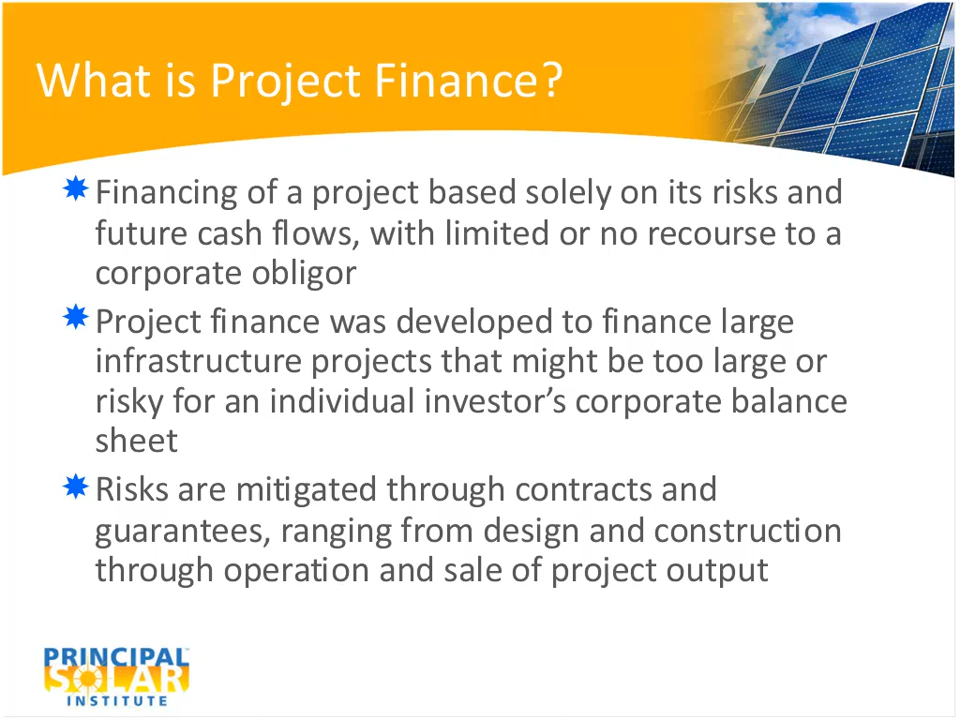 What is Project Finance?
Financing of a project based solely on its risks and
future cash flows, with limited or no recourse to a
corporate obligor
Project finance was developed to finance large
infrastructure projects that might be too large or
risky for an individual investor’s corporate balance
sheet
Risks are mitigated through contracts and
guarantees, ranging from design and construction
through operation and sale of project output
PRINCIPAL
SOLAR
INSTITUTE